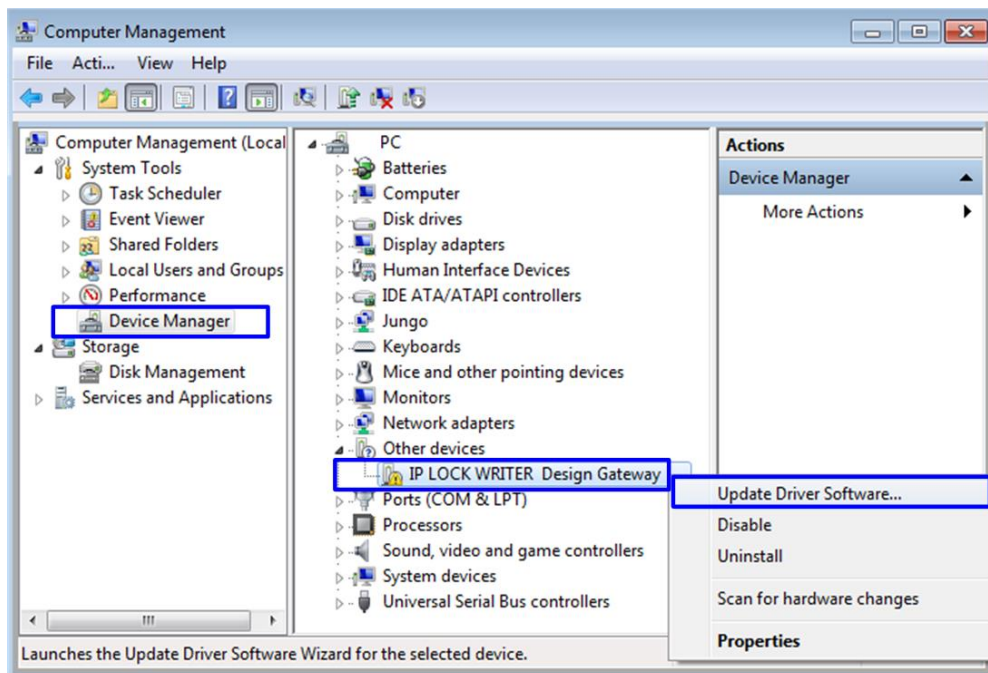 Computer Management
File Acti... View Help
Computer Management (Local
System Tools
Task Scheduler
Event Viewer
Shared Folders
Local Users and Groups
Performance
Device Manager
Storage
Disk Management
Services and Applications
PC
Batteries
Computer
Disk drives
Display adapters
Human Interface Devices
IDE ATA/ATAPI controllers
Jungo
Keyboards
Mice and other pointing devices
Monitors
Network adapters
Other devices
IP LOCK WRITER Design Gateway
Ports (COM & LPT)
Processors
Sound, video and game controllers
System devices
Universal Serial Bus controllers
Actions
Device Manager
More Actions
Update Driver Software...
Disable
Uninstall
Scan for hardware changes
Properties
Launches the Update Driver Software Wizard for the selected device.